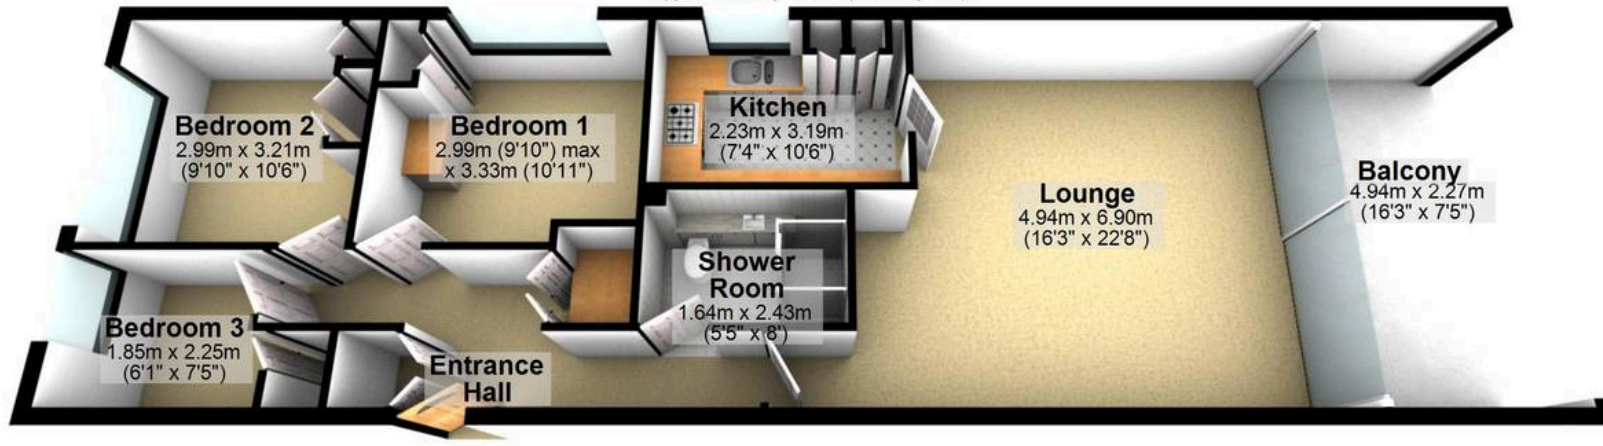 Bedroom 2
2.99m x 3.21m
(9'10" x 10'6")
Bedroom 1
2.99m (9'10") max
x 3.33m (10'11")
Kitchen
2.23m x 3.19m
(7'4" x 10'6")
Lounge
4.94m x 6.90m
(16'3" x 22'8")
Balcony
4.94m x 2.27m
(16'3" x 7'5")
Shower
Room
1.64m x 2.43m
(5'5" x 8')
Bedroom 3
1.85m x 2.25m
(6'1" x 7'5")
Entrance
Hall